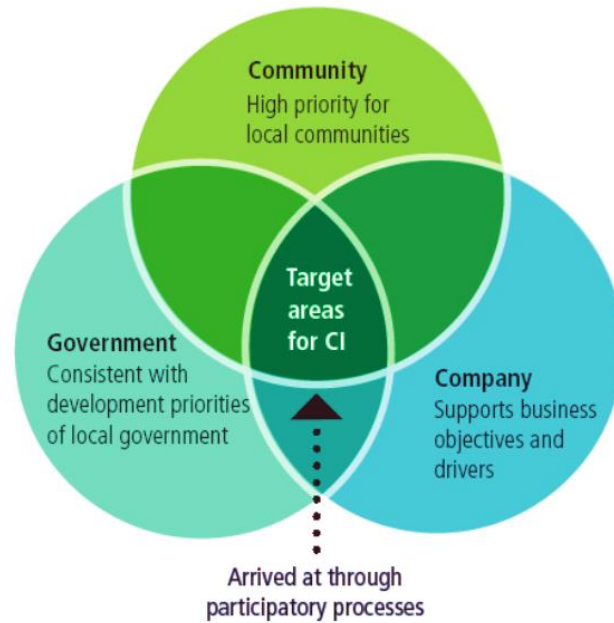 Community
High priority for
local communities
Target
areas
for CI
Government
Consistent with
development priorities
of local government
Company
Supports business
objectives and
drivers
Arrived at through
participatory processes